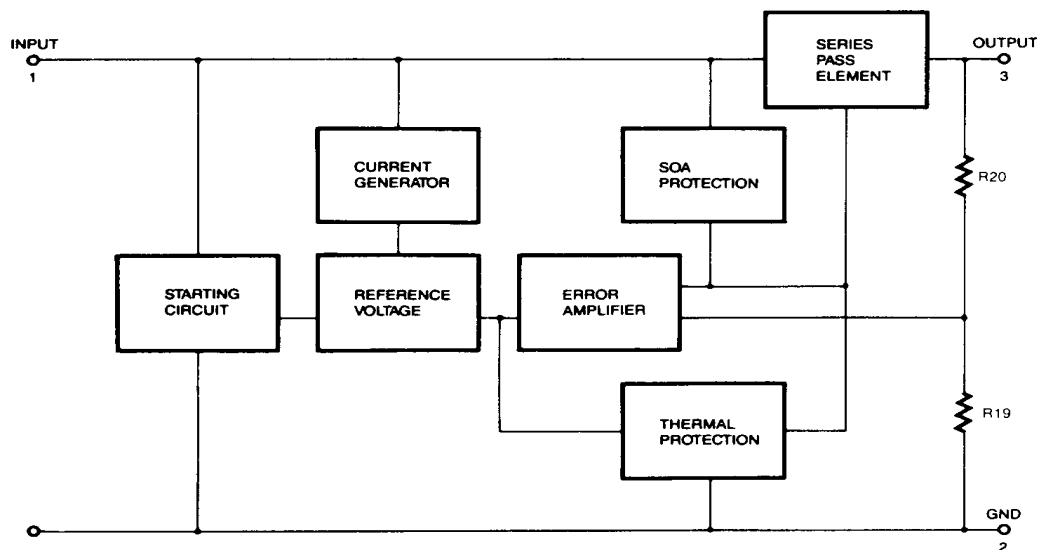 INPUT
1
SERIES
PASS
ELEMENT
OUTPUT
3
CURRENT
GENERATOR
SOA
PROTECTION
R20
STARTING
CIRCUIT
REFERENCE
VOLTAGE
ERROR
AMPLIFIER
THERMAL
PROTECTION
R19
GND
2